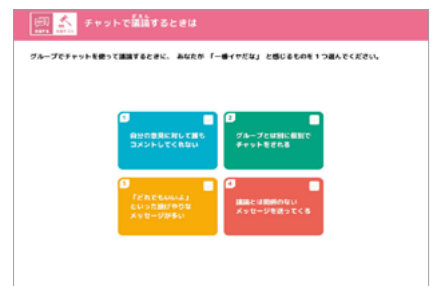 チャットで議論するときは
ぎろん
グループでチャットを使って議論するときに、 あなたが 「一番イヤだな」 と感じるものを1つ選んでください。
1
自分の意見に対して誰も
コメントしてくれない
2
グループとは別に個別で
チャットをされる
3
「どれでもいいよ」
といった投げやりな
メッセージが多い
4
議論とは関係のない
メッセージを送ってくる